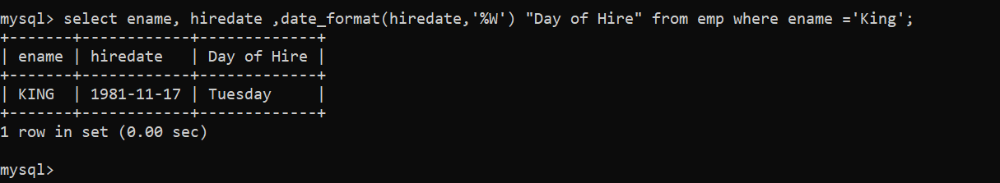 mysql> select ename, hiredate ,date_format(hiredate,'%W') "Day of Hire" from emp where ename ='King';
+-------+------------+-------------+
| ename | hiredate   | Day of Hire |
+-------+------------+-------------+
| KING  | 1981-11-17 | Tuesday     |
+-------+------------+-------------+
1 row in set (0.00 sec)
mysql>